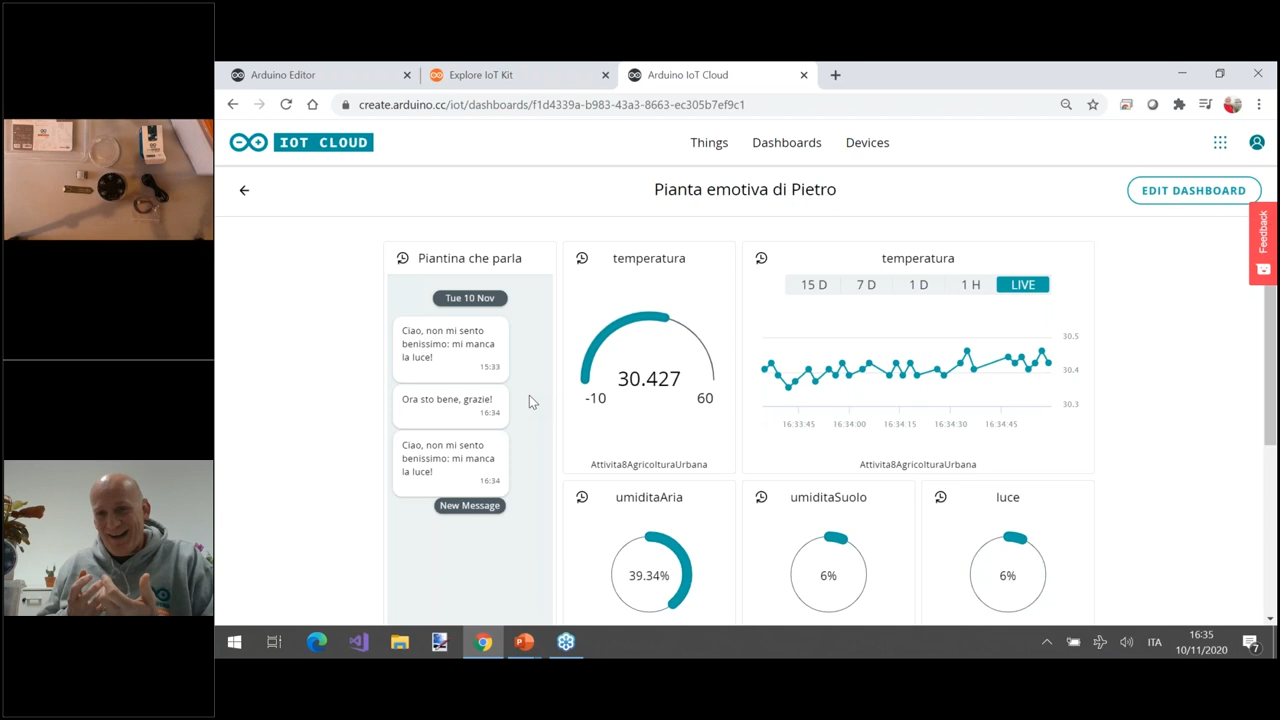 Arduino Editor
Explore IoT Kit
Arduino IoT Cloud
create.arduino.cc/iot/dashboards/f1d4339a-b983-43a3-8663-ec305b7ef9c1
IOT CLOUD
Things
Dashboards
Devices
Pianta emotiva di Pietro
EDIT DASHBOARD
Feedback
Piantina che parla
Tue 10 Nov
Ciao, non mi sento
benissimo: mi manca
la luce!
15:33
Ora sto bene, grazie!
16:34
Ciao, non mi sento
benissimo: mi manca
la luce!
16:34
New Message
temperatura
30.427
-10
60
Attivita8AgricolturaUrbana
temperatura
15 D
7 D
1 D
1 H
LIVE
30.5
30.4
30.3
16:33:45
16:34:00
16:34:15
16:34:30
16:34:45
Attivita8AgricolturaUrbana
umiditaAria
39.34%
umiditaSuolo
6%
luce
6%
ITA
16:35
10/11/2020
7